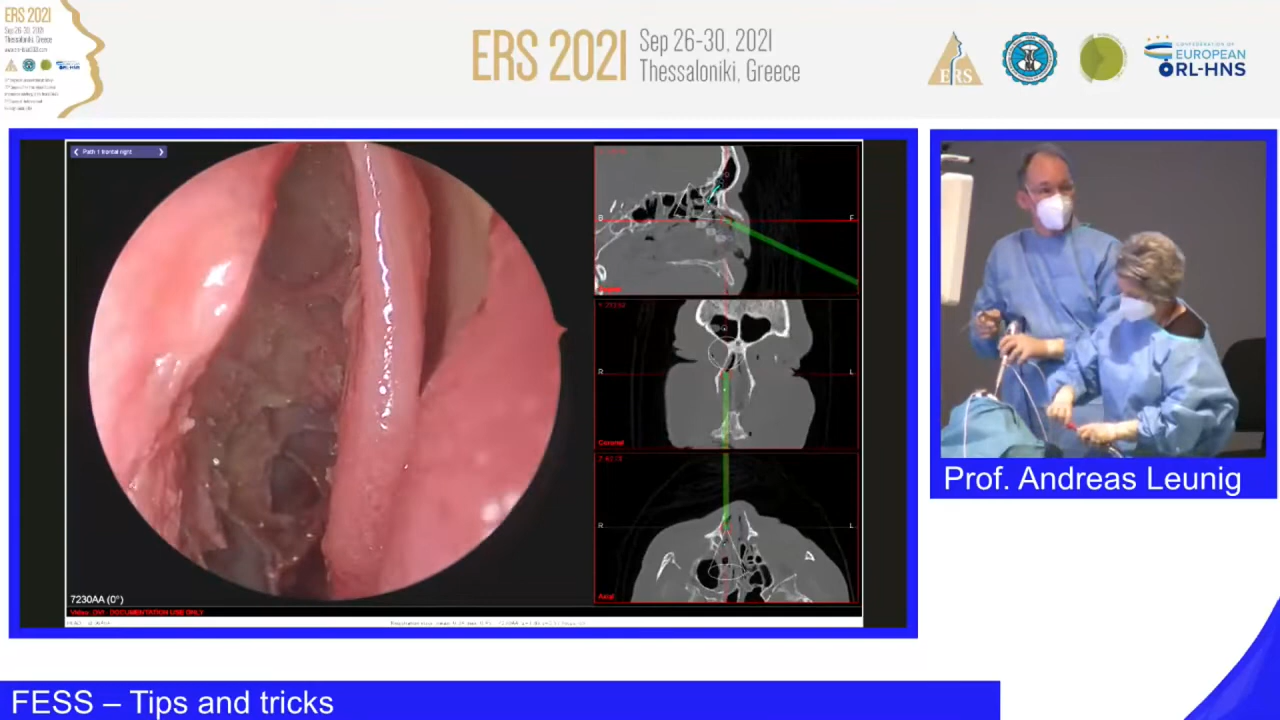 ERS 2021
Sep 26-30, 2021
Thessaloniki, Greece
ERS 2021
Sep 26-30, 2021
Thessaloniki, Greece
ERS
CONFEDERATION OF
EUROPEAN
ORL-HNS
Path 1 frontal right
B
F
R
L
Coronal
R
L
Axial
7230AA (0°)
Video: DVI - DOCUMENTATION USE ONLY
Prof. Andreas Leunig
FESS – Tips and tricks